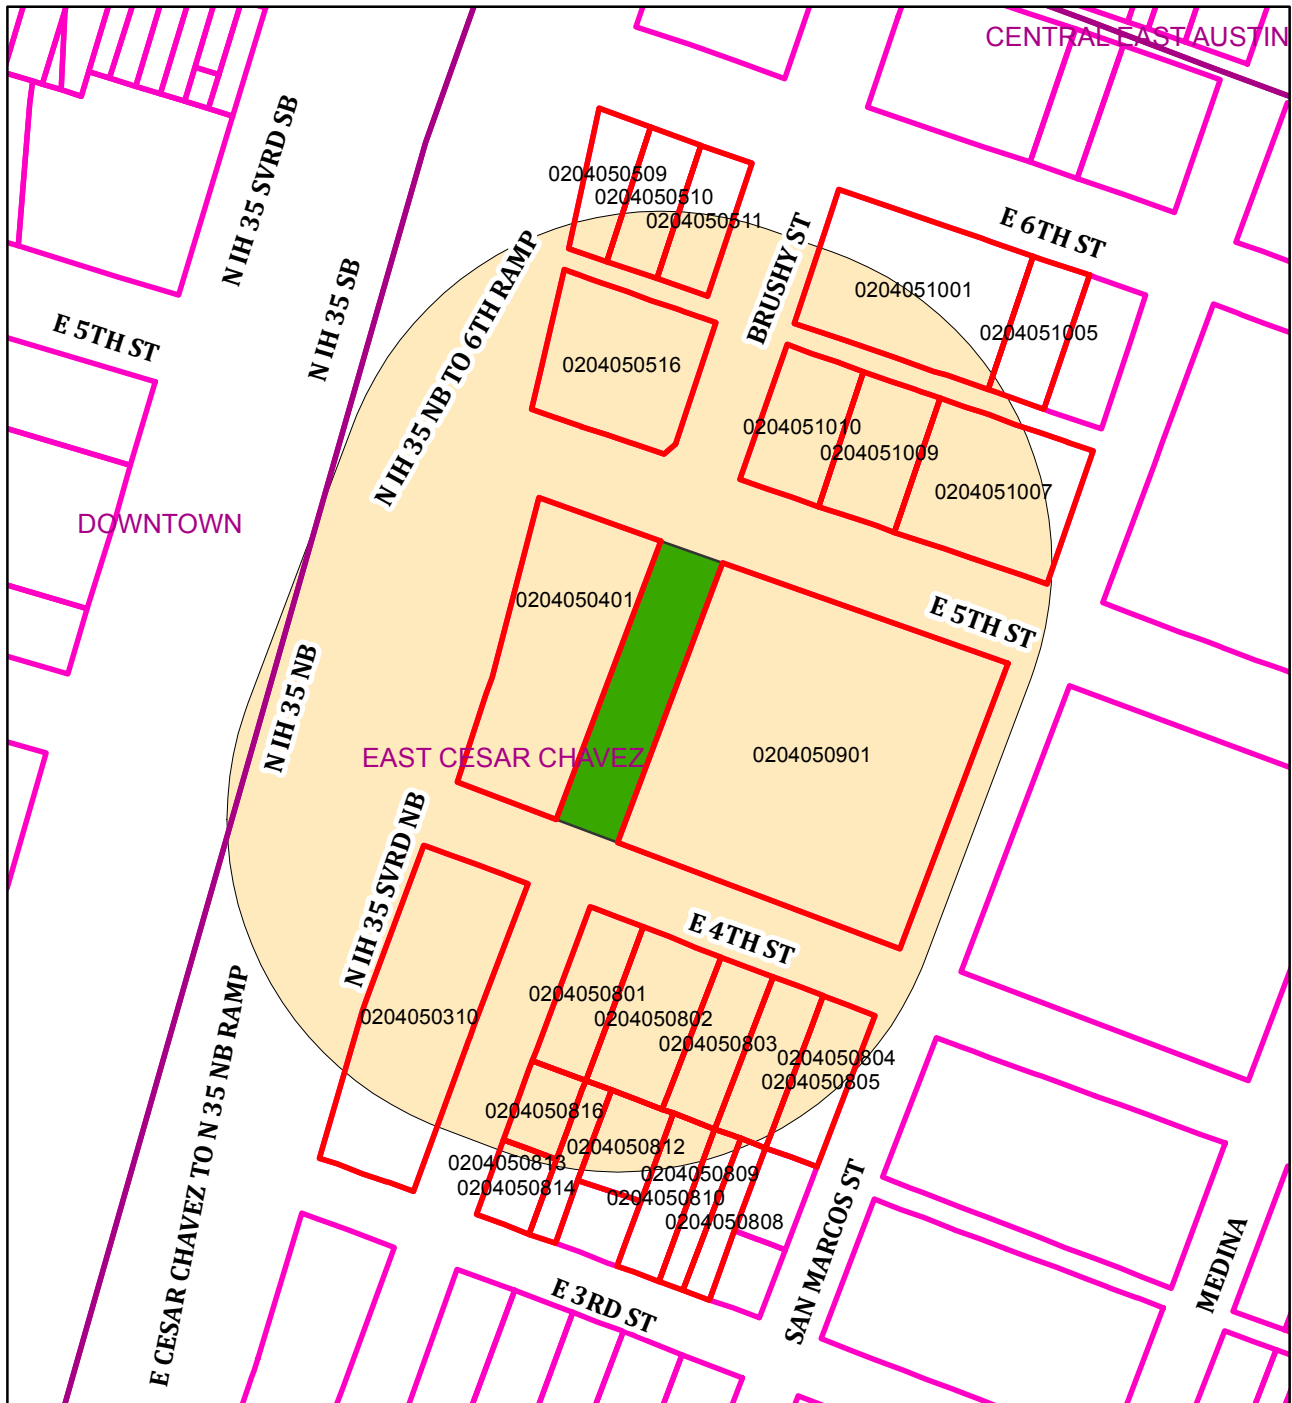 CENTRAL EAST AUSTIN
N IH 35 SVRD SB
0204050509
0204050510
0204050511
E 6TH ST
BRUSHY ST
N IH 35 SB
N IH 35 NB TO 6TH RAMP
0204051001
0204051005
E 5TH ST
0204050516
0204051010
0204051009
0204051007
DOWNTOWN
0204050401
E 5TH ST
N IH 35 NB
EAST CESAR CHAVEZ
0204050901
N IH 35 SVRD NB
E 4TH ST
0204050801
0204050802
0204050310
0204050803
0204050804
0204050805
0204050816
0204050812
0204050813
0204050809
0204050814
0204050810
0204050808
E CESAR CHAVEZ TO N 35 NB RAMP
SAN MARCOS ST
MEDINA
E 3RD ST